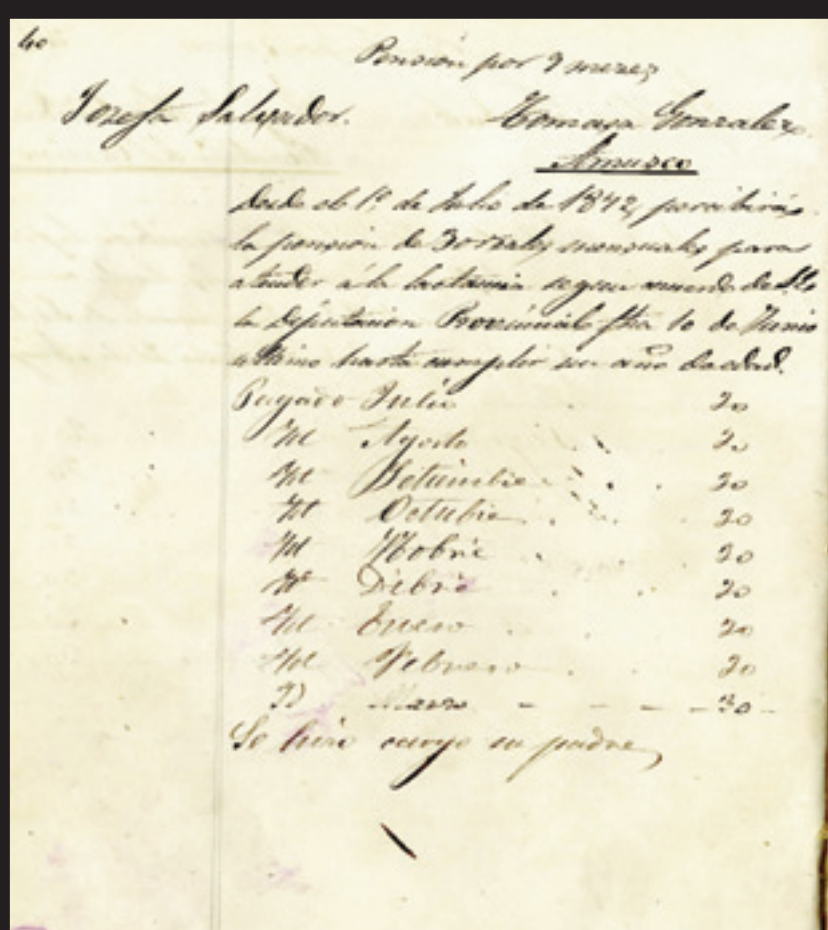 40
Pension por 9 meses
Josefa Salvador. Tomasa Gonzalez
Amusco
Desde el 1º de Julio de 1872, percibirá
la pension de 30 reales mensuales para
atender á la lactancia segun acuerdo de
la Diputacion Provincial fha 10 de Junio
ultimo hasta cumplir un año de edad.
Pagado Julio 30
Id Agosto 30
Id Setiembre 30
Id Octubre 30
Id Nobre 30
Id Dibre 30
Id Enero 30
Id Febrero 30
Id Marzo 30
Se hizo cargo su padre